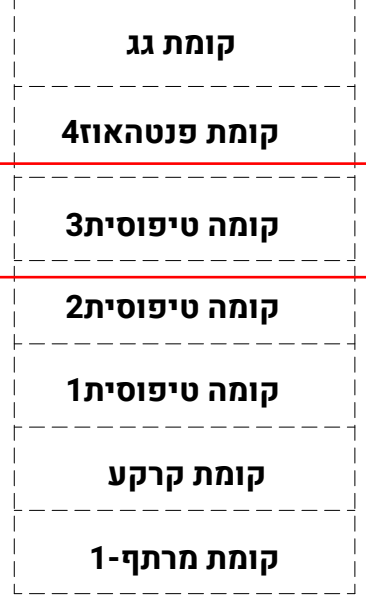 קומת גג
קומת פנטהאוז4
קומה טיפוסית3
קומה טיפוסית2
קומה טיפוסית1
קומת קרקע
קומת מרתף-1